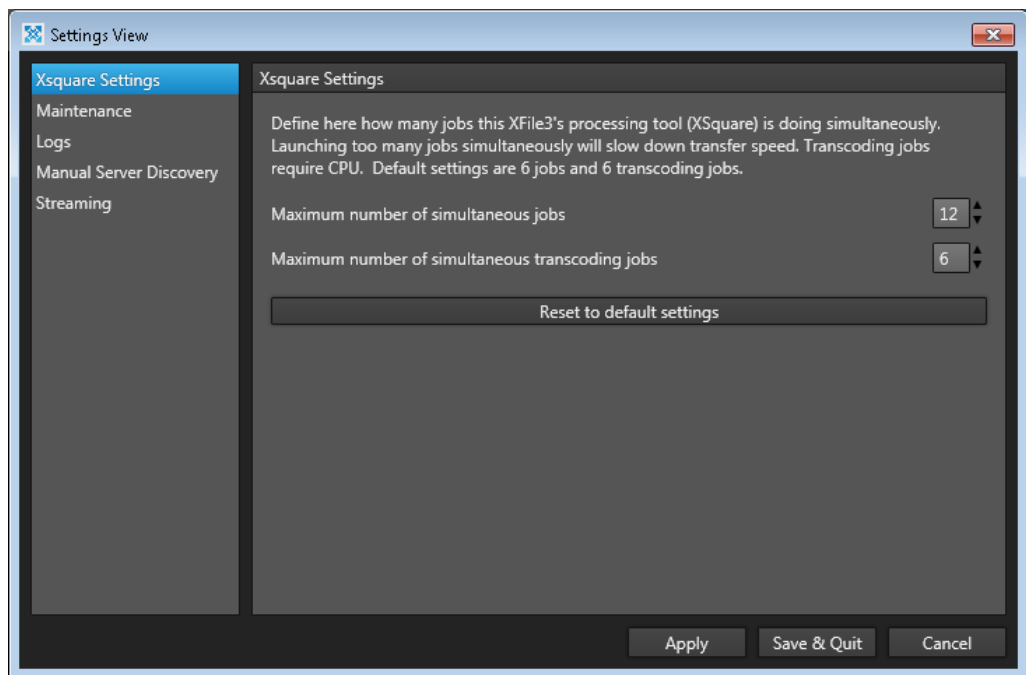 Settings View
Xsquare Settings
Maintenance
Logs
Manual Server Discovery
Streaming
Xsquare Settings
Define here how many jobs this XFile3's processing tool (XSquare) is doing simultaneously.
Launching too many jobs simultaneously will slow down transfer speed. Transcoding jobs
require CPU.  Default settings are 6 jobs and 6 transcoding jobs.
Maximum number of simultaneous jobs 12
Maximum number of simultaneous transcoding jobs 6
Reset to default settings
Apply Save & Quit Cancel